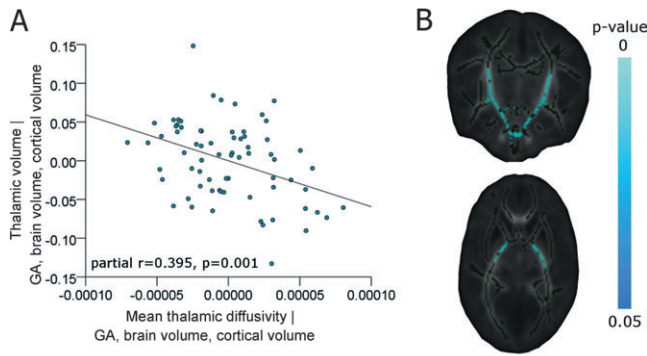 A
Thalamic volume |
GA, brain volume, cortical volume
0.15
0.10
0.05
0.00
-0.05
-0.10
-0.15
partial r=0.395, p=0.001
-0.00010
-0.00005
0.00000
0.00005
0.00010
Mean thalamic diffusivity |
GA, brain volume, cortical volume
B
p-value
0
0.05